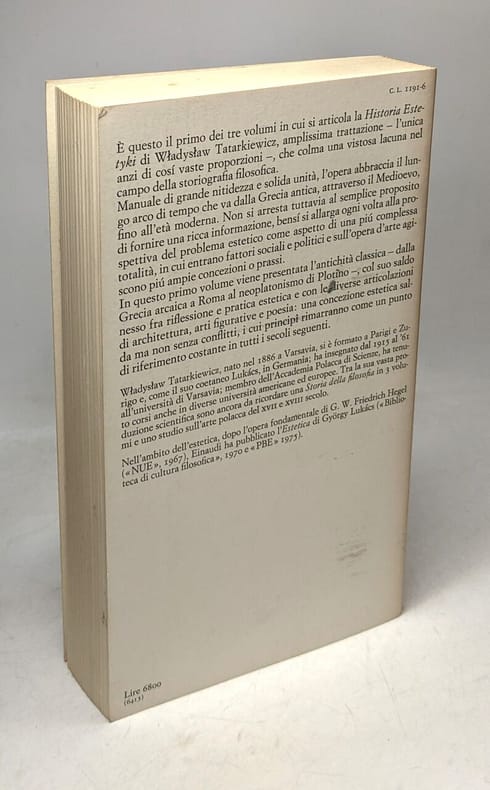 C. L. 1191-6
È questo il primo dei tre volumi in cui si articola la Historia Este-
tyki di Władysław Tatarkiewicz, amplissima trattazione – l'unica
anzi di cosí vaste proporzioni –, che colma una vistosa lacuna nel
campo della storiografia filosofica.
Manuale di grande nitidezza e solida unità, l'opera abbraccia il lun-
go arco di tempo che va dalla Grecia antica, attraverso il Medioevo,
fino all'età moderna. Non si arresta tuttavia al semplice proposito
di fornire una ricca informazione, bensí si allarga ogni volta alla pro-
spettiva del problema estetico come aspetto di una piú complessa
totalità, in cui entrano fattori sociali e politici e sull'opera d'arte agi-
scono piú ampie concezioni o prassi.
In questo primo volume viene presentata l'antichità classica – dalla
Grecia arcaica a Roma al neoplatonismo di Plotino –, col suo saldo
nesso fra riflessione e pratica estetica e con le diverse articolazioni
di architettura, arti figurative e poesia: una concezione estetica sal-
da ma non senza conflitti, i cui principî rimarranno come un punto
di riferimento costante in tutti i secoli seguenti.
Władysław Tatarkiewicz, nato nel 1886 a Varsavia, si è formato a Parigi e Zu-
rigo e, come il suo coetaneo Lukács, in Germania; ha insegnato dal 1915 al '61
all'università di Varsavia; membro dell'Accademia Polacca di Scienze, ha tenu-
to corsi anche in diverse università americane ed europee. Tra la sua vasta pro-
duzione scientifica sono ancora da ricordare una Storia della filosofia in 3 volu-
mi e uno studio sull'arte polacca del XVII e XVIII secolo.
Nell'ambito dell'estetica, dopo l'opera fondamentale di G. W. Friedrich Hegel
(«NUE», 1967), Einaudi ha pubblicato l'Estetica di György Lukács («Biblio-
teca di cultura filosofica», 1970 e «PBE» 1975).
Lire 6800
(6413)